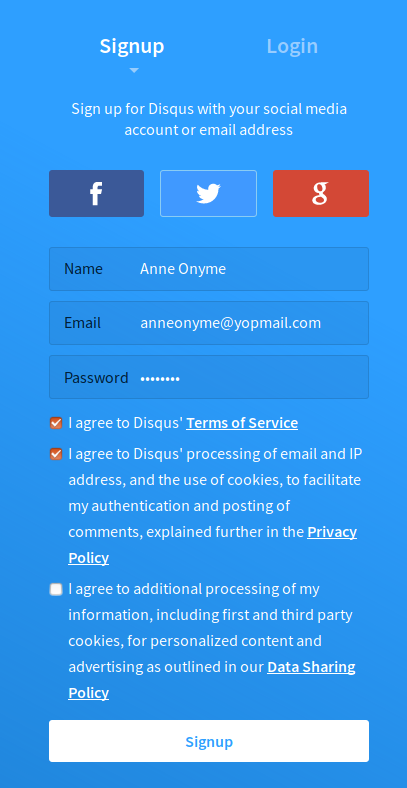 Signup Login
Sign up for Disqus with your social media
account or email address
f g
Name Anne Onyme
Email anneonyme@yopmail.com
Password ••••••••
I agree to Disqus' Terms of Service
I agree to Disqus' processing of email and IP
address, and the use of cookies, to facilitate
my authentication and posting of
comments, explained further in the Privacy
Policy
I agree to additional processing of my
information, including first and third party
cookies, for personalized content and
advertising as outlined in our Data Sharing
Policy
Signup